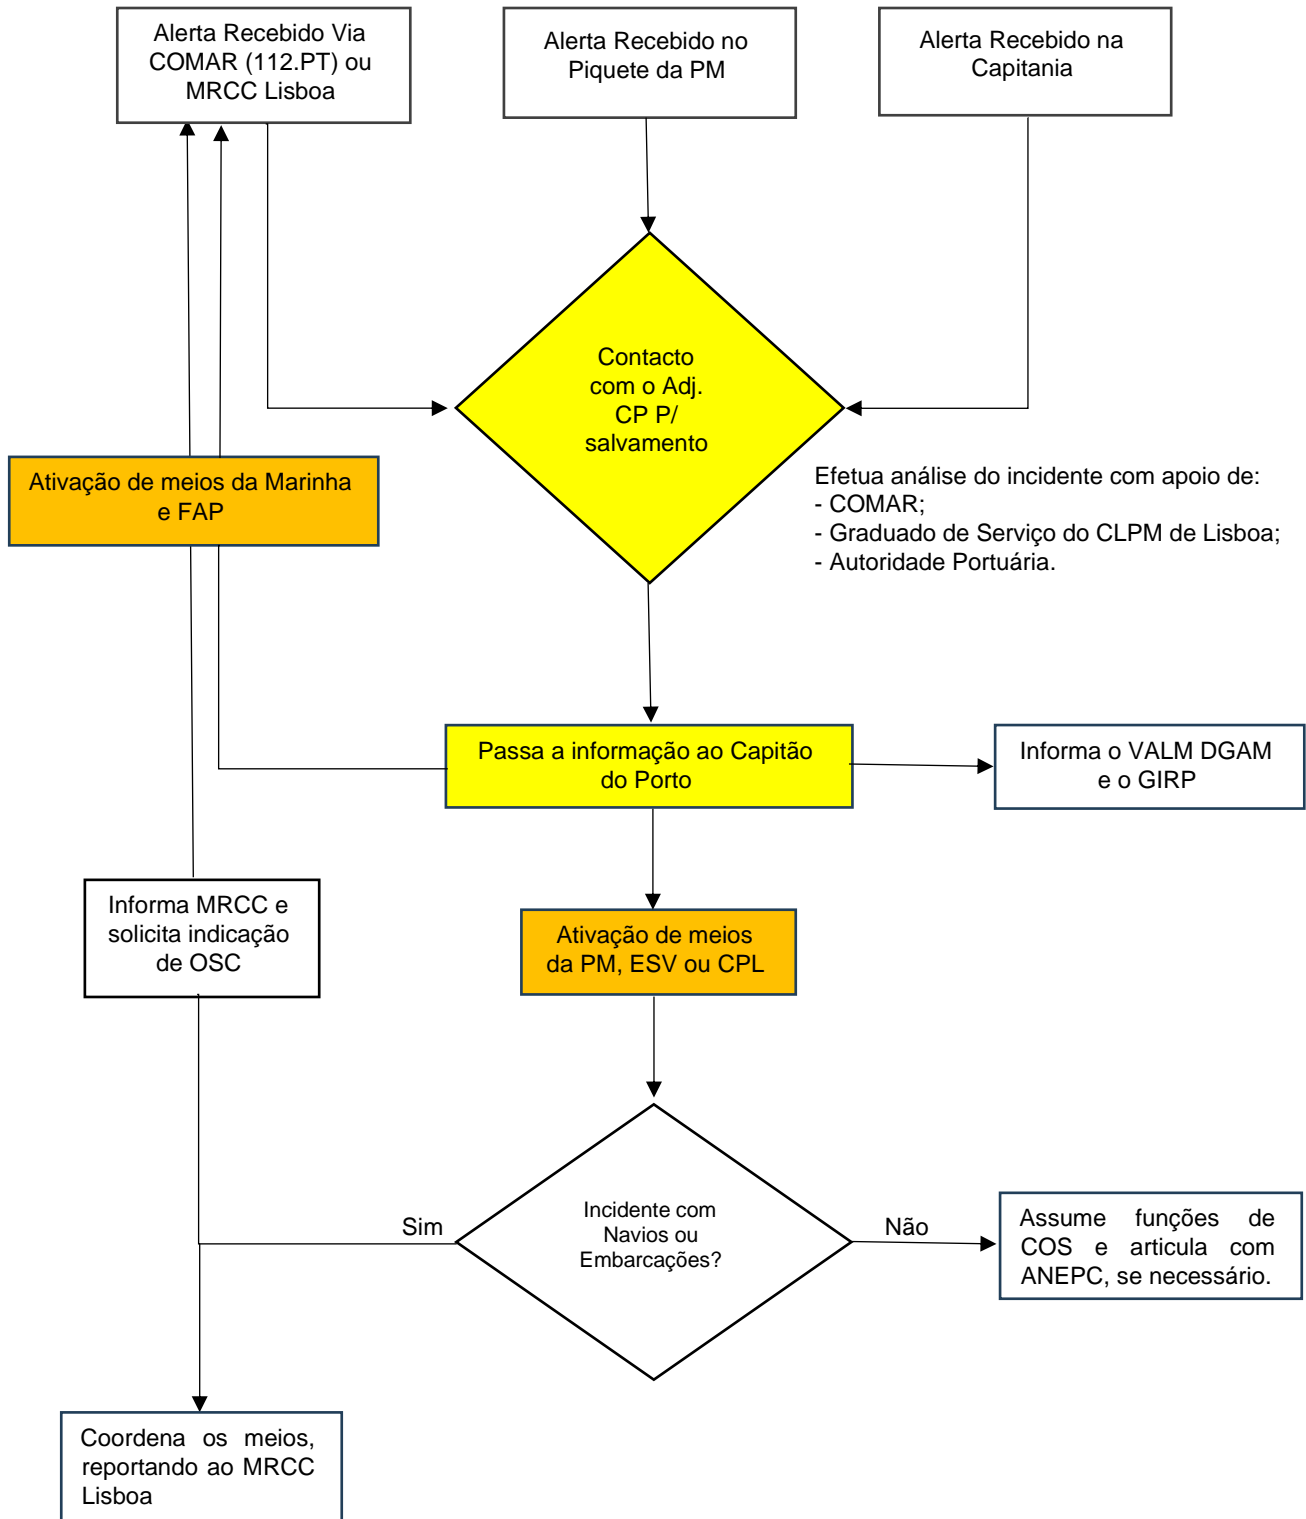 Alerta Recebido Via
COMAR (112.PT) ou
MRCC Lisboa
Alerta Recebido no
Piquete da PM
Alerta Recebido na
Capitania
Contacto
com o Adj.
CP P/
salvamento
Ativação de meios da Marinha
e FAP
Efetua análise do incidente com apoio de:
- COMAR;
- Graduado de Serviço do CLPM de Lisboa;
- Autoridade Portuária.
Passa a informação ao Capitão
do Porto
Informa o VALM DGAM
e o GIRP
Informa MRCC e
solicita indicação
de OSC
Ativação de meios
da PM, ESV ou CPL
Incidente com
Navios ou
Embarcações?
Sim
Não
Assume funções de
COS e articula com
ANEPC, se necessário.
Coordena os meios,
reportando ao MRCC
Lisboa